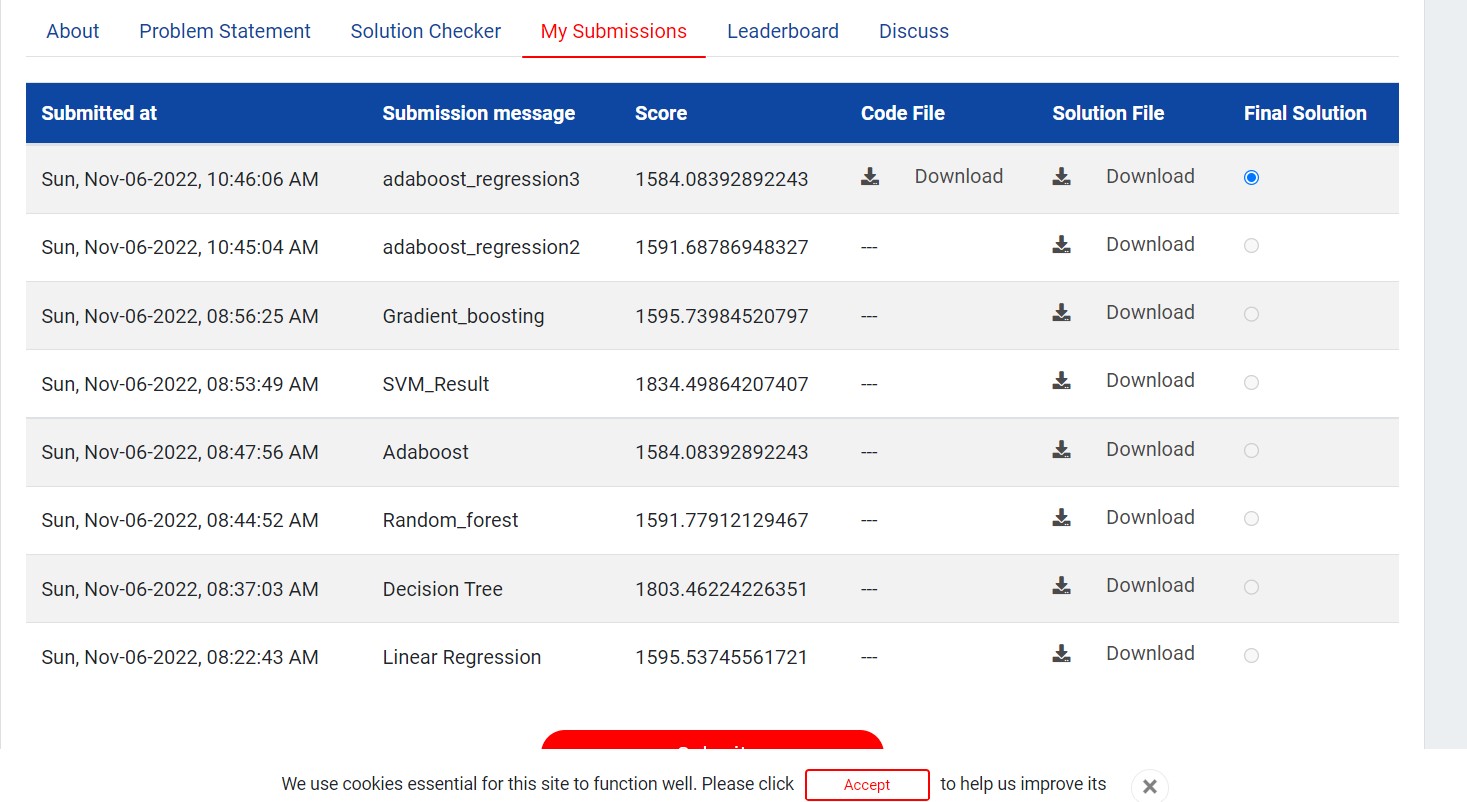 About Problem Statement Solution Checker My Submissions Leaderboard Discuss
Submitted at Submission message Score Code File Solution File Final Solution
Sun, Nov-06-2022, 10:46:06 AM adaboost_regression3 1584.08392892243 Download Download
Sun, Nov-06-2022, 10:45:04 AM adaboost_regression2 1591.68786948327 --- Download
Sun, Nov-06-2022, 08:56:25 AM Gradient_boosting 1595.73984520797 --- Download
Sun, Nov-06-2022, 08:53:49 AM SVM_Result 1834.49864207407 --- Download
Sun, Nov-06-2022, 08:47:56 AM Adaboost 1584.08392892243 --- Download
Sun, Nov-06-2022, 08:44:52 AM Random_forest 1591.77912129467 --- Download
Sun, Nov-06-2022, 08:37:03 AM Decision Tree 1803.46224226351 --- Download
Sun, Nov-06-2022, 08:22:43 AM Linear Regression 1595.53745561721 --- Download
We use cookies essential for this site to function well. Please click Accept to help us improve its